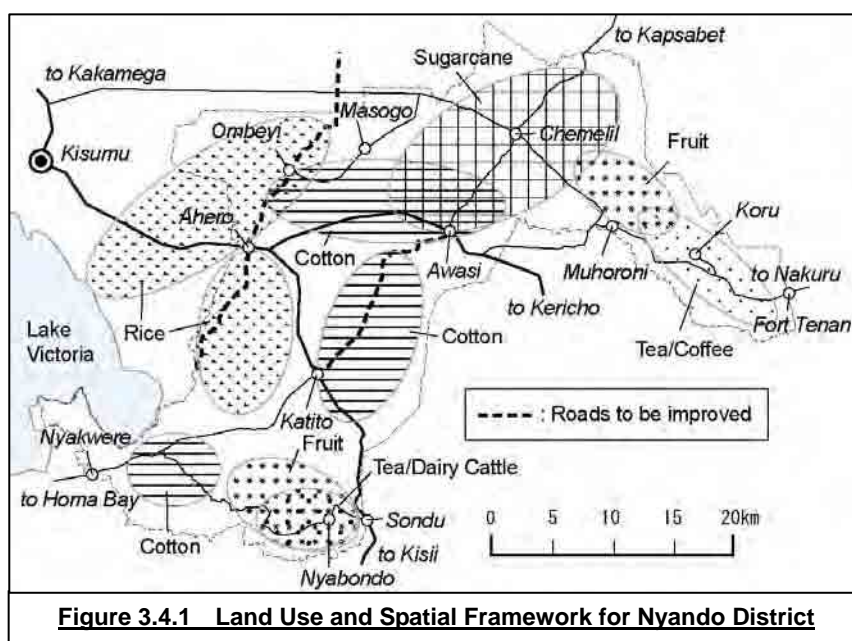 to Kapsabet
Sugarcane
to Kakamega
Masogo
Ombeyi
Chemelil
Kisumu
Fruit
Ahero
Koru
Cotton
Awasi
Muhoroni
to Nakuru
to Kericho
Rice
Cotton
Fort Tenan
Lake
Victoria
Tea/Coffee
: Roads to be improved
Katito
Nyakwere
Fruit
Tea/Dairy Cattle
to Homa Bay
Sondu
0 5 10 15 20km
Cotton
to Kisii
Nyabondo
Figure 3.4.1 Land Use and Spatial Framework for Nyando District